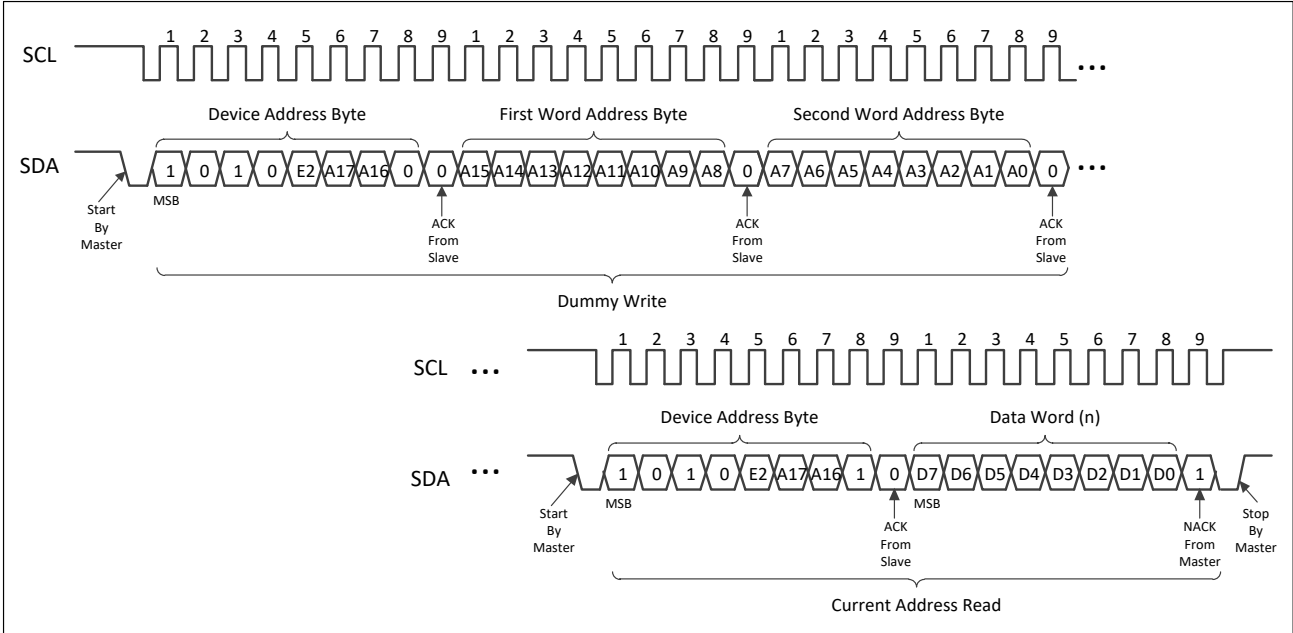 1 2 3 4 5 6 7 8 9 1 2 3 4 5 6 7 8 9 1 2 3 4 5 6 7 8 9
SCL ...
Device Address Byte First Word Address Byte Second Word Address Byte
SDA 1 0 1 0 E2 A17 A16 0 0 A15 A14 A13 A12 A11 A10 A9 A8 0 A7 A6 A5 A4 A3 A2 A1 A0 0 ...
MSB
Start
By
Master
ACK
From
Slave
ACK
From
Slave
ACK
From
Slave
Dummy Write
1 2 3 4 5 6 7 8 9 1 2 3 4 5 6 7 8 9
SCL ...
Device Address Byte Data Word (n)
SDA ... 1 0 1 0 E2 A17 A16 1 0 D7 D6 D5 D4 D3 D2 D1 D0 1
MSB MSB
Start
By
Master
ACK
From
Slave
NACK
From
Master
Stop
By
Master
Current Address Read